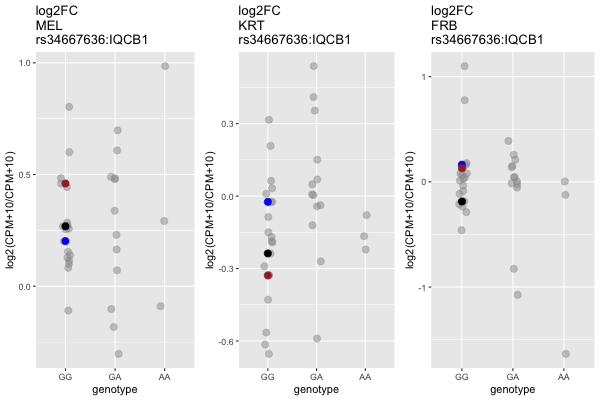 log2FC
MEL
rs34667636:IQCB1
log2(CPM+10/CPM+10)
1.0
0.5
0.0
GG GA AA
genotype
log2FC
KRT
rs34667636:IQCB1
log2(CPM+10/CPM+10)
0.3
0.0
-0.3
-0.6
GG GA AA
genotype
log2FC
FRB
rs34667636:IQCB1
log2(CPM+10/CPM+10)
1
0
-1
GG GA AA
genotype